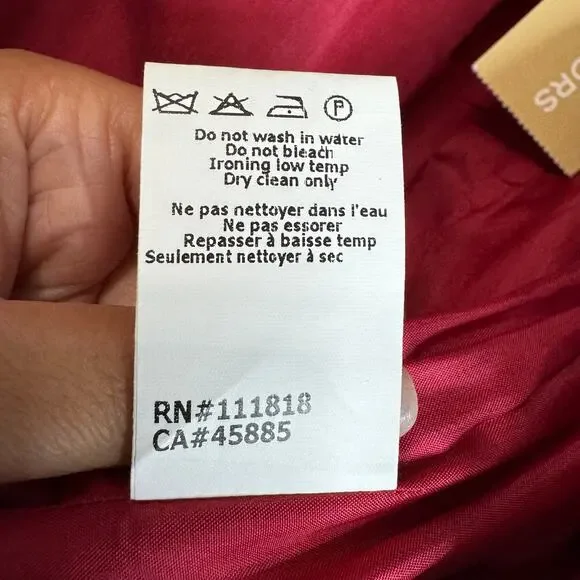 P
ORS
Do not wash in water
Do not bleach
Ironing low temp
Dry clean only
Ne pas nettoyer dans l'eau
Ne pas essorer
Repasser à baisse temp
Seulement nettoyer à sec
RN#111818
CA#45885